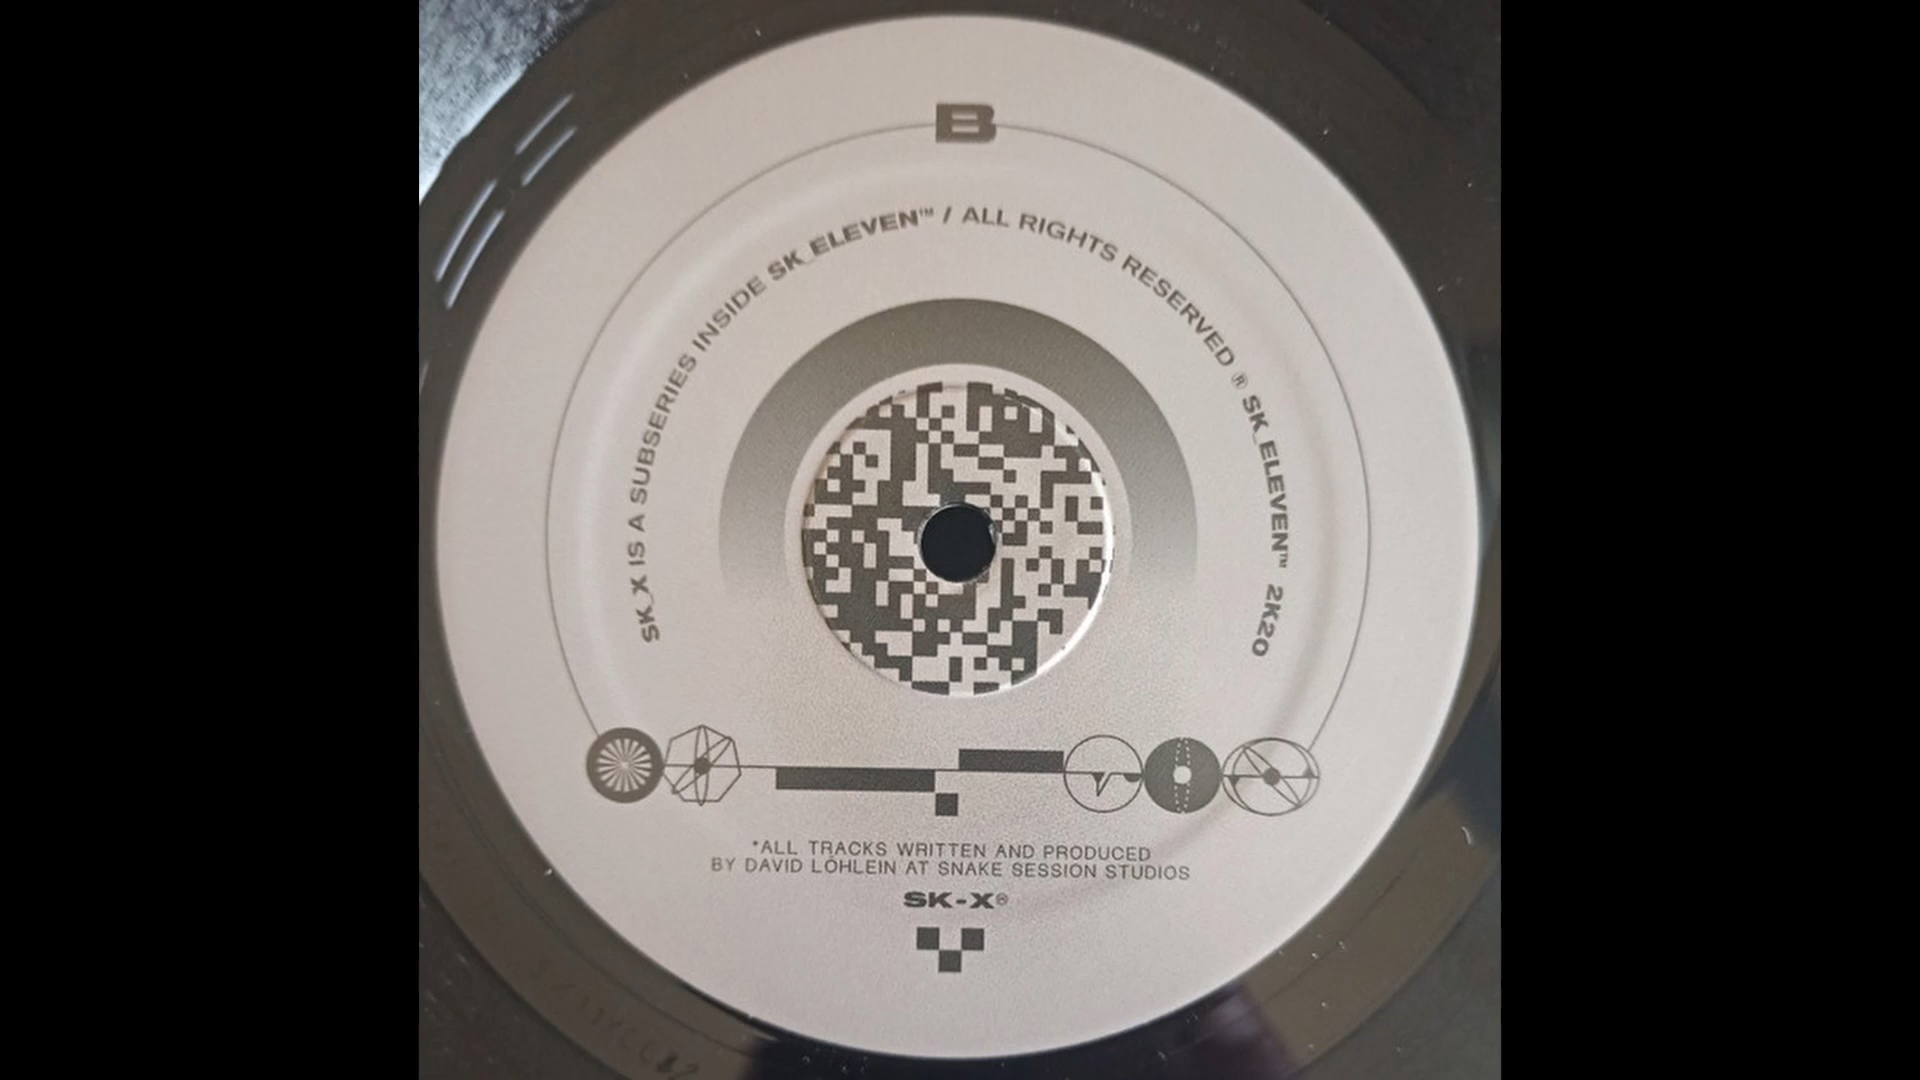 B
SK_X IS A SUBSERIES INSIDE SK_ELEVEN™ / ALL RIGHTS RESERVED ® SK_ELEVEN™ 2K20
*ALL TRACKS WRITTEN AND PRODUCED
BY DAVID LÖHLEIN AT SNAKE SESSION STUDIOS
SK-X®